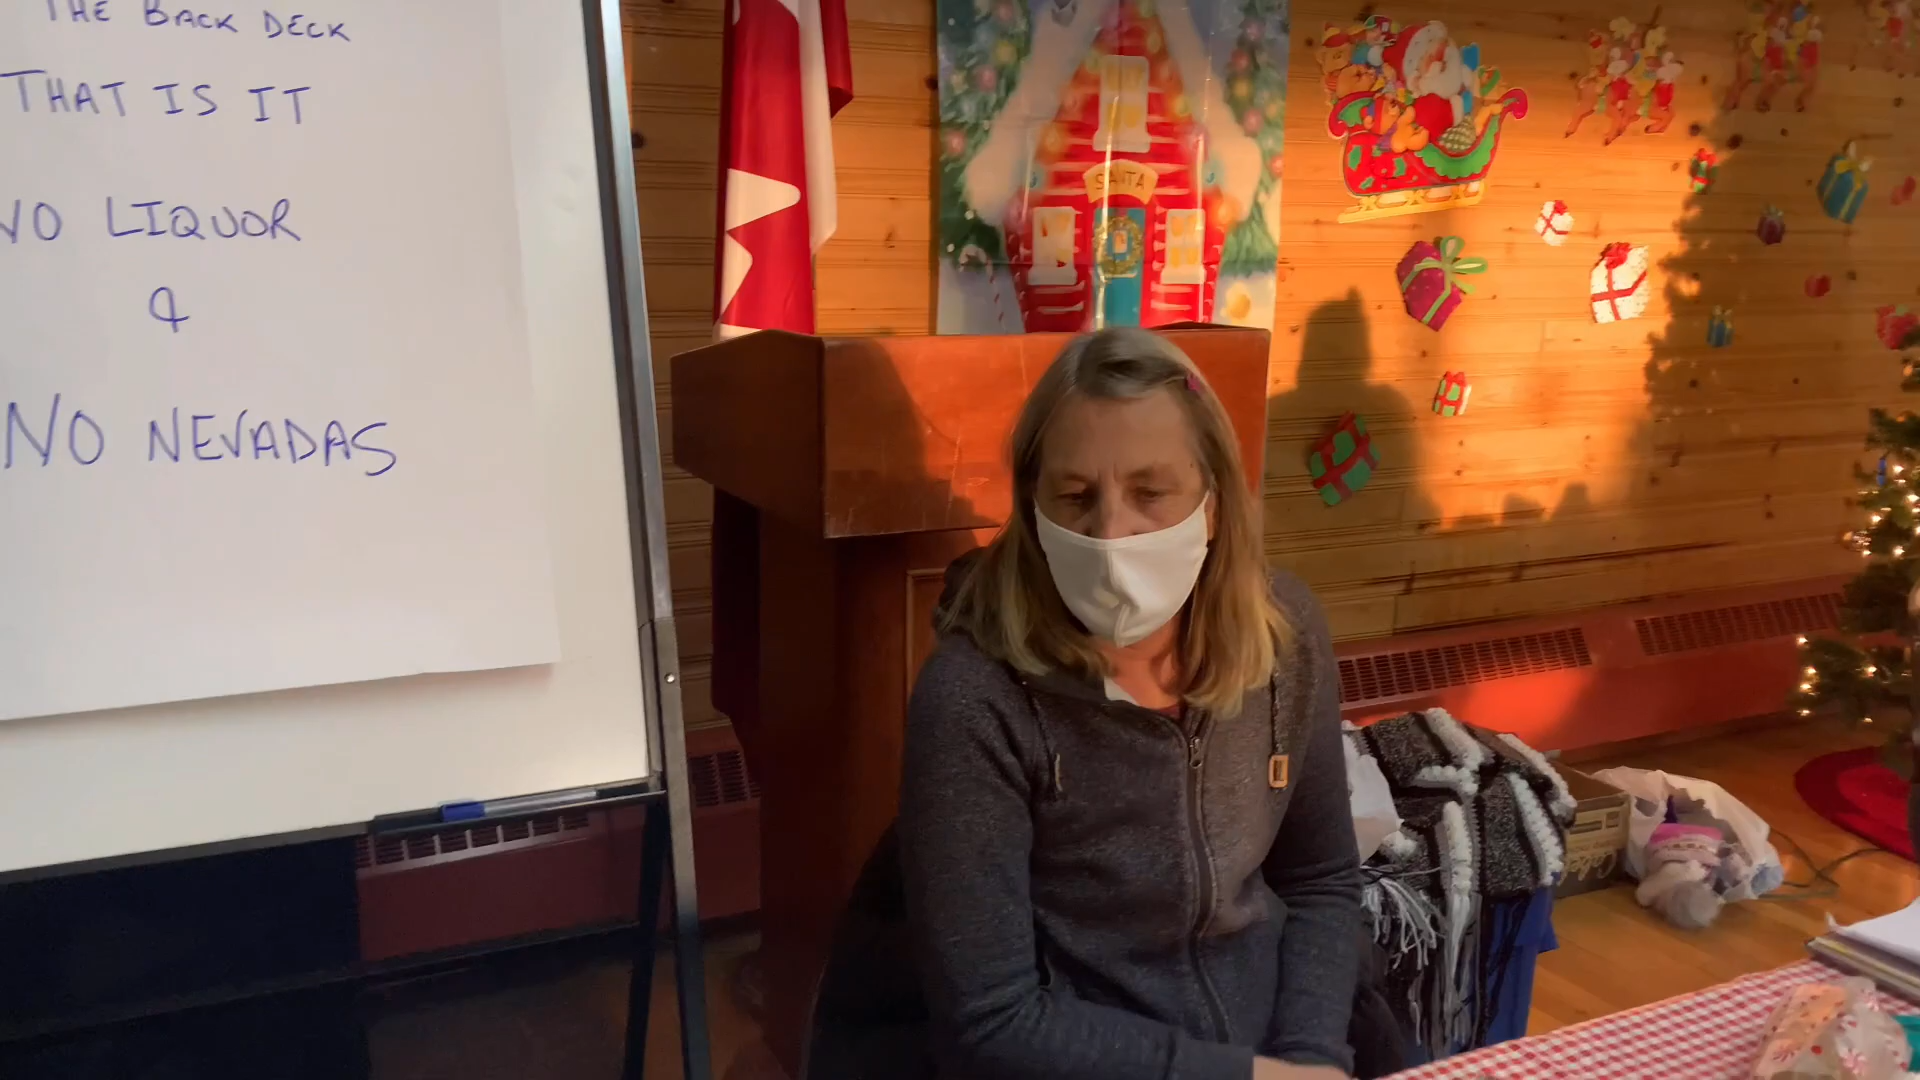 THE BACK DECK
THAT IS IT
NO LIQUOR
&
NO NEVADAS
SANTA